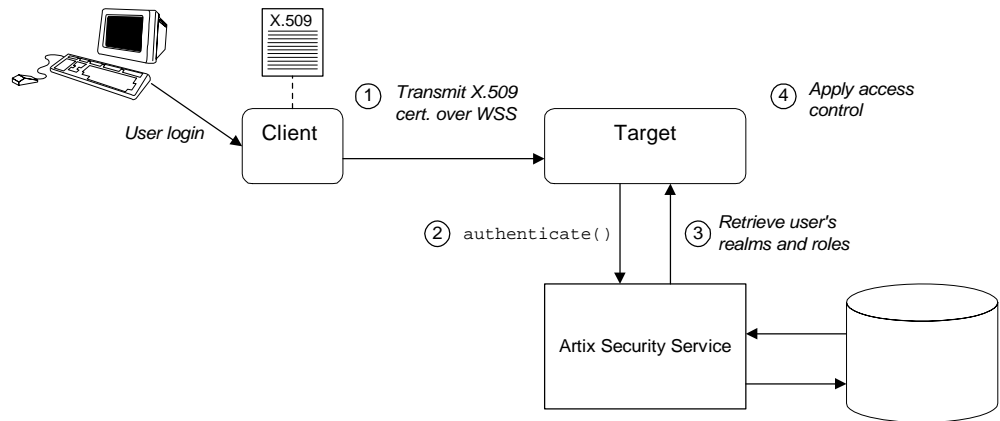 X.509
User login
Client
1
Transmit X.509
cert. over WSS
Target
4
Apply access
control
2
authenticate()
3
Retrieve user's
realms and roles
Artix Security Service